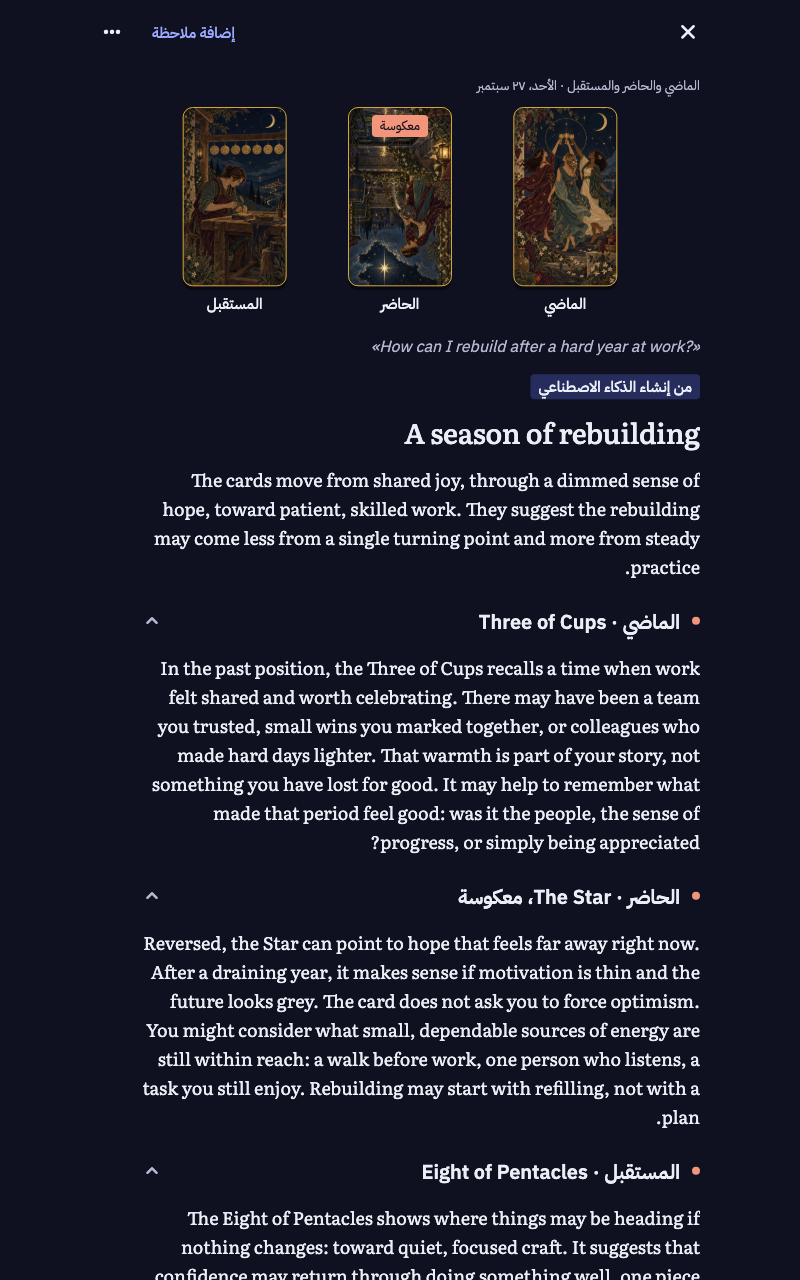 إضافة ملاحظة
الماضي والحاضر والمستقبل · الأحد، ٢٧ سبتمبر
معكوسة
الماضي
الحاضر
المستقبل
«How can I rebuild after a hard year at work?»
من إنشاء الذكاء الاصطناعي
A season of rebuilding
The cards move from shared joy, through a dimmed sense of
hope, toward patient, skilled work. They suggest the rebuilding
may come less from a single turning point and more from steady
practice.
الماضي · Three of Cups
In the past position, the Three of Cups recalls a time when work
felt shared and worth celebrating. There may have been a team
you trusted, small wins you marked together, or colleagues who
made hard days lighter. That warmth is part of your story, not
something you have lost for good. It may help to remember what
made that period feel good: was it the people, the sense of
progress, or simply being appreciated?
الحاضر · The Star، معكوسة
Reversed, the Star can point to hope that feels far away right now.
After a draining year, it makes sense if motivation is thin and the
future looks grey. The card does not ask you to force optimism.
You might consider what small, dependable sources of energy are
still within reach: a walk before work, one person who listens, a
task you still enjoy. Rebuilding may start with refilling, not with a
plan.
المستقبل · Eight of Pentacles
The Eight of Pentacles shows where things may be heading if
nothing changes: toward quiet, focused craft. It suggests that
confidence may return through doing something well, one piece